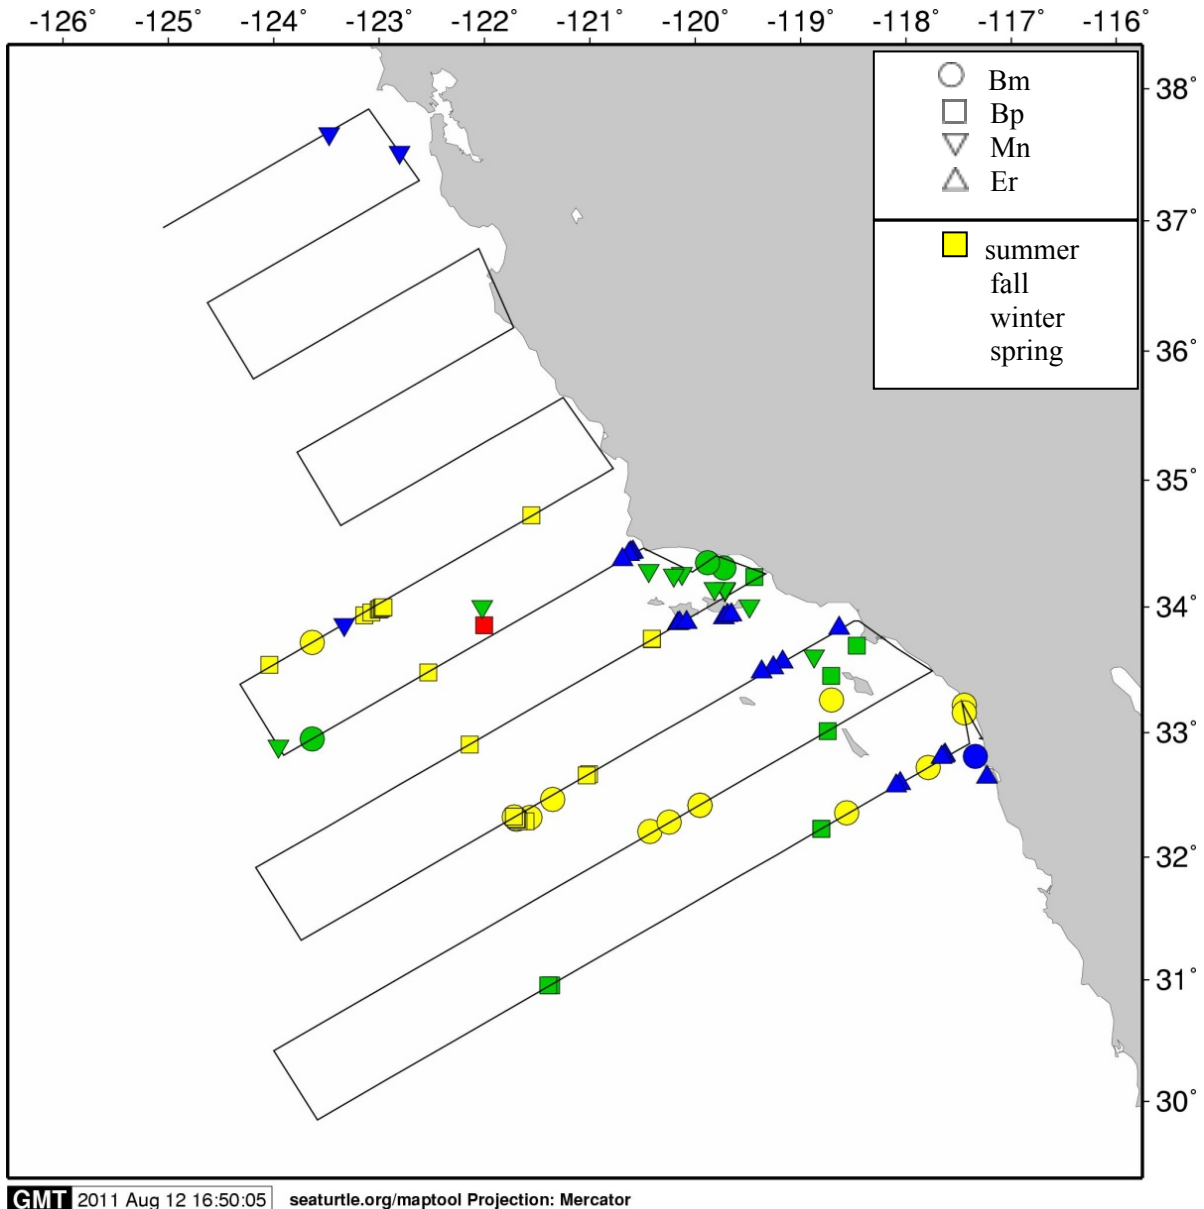 -126° -125° -124° -123° -122° -121° -120° -119° -118° -117° -116°
Bm
Bp
Mn
Er
summer
fall
winter
spring
38°
37°
36°
35°
34°
33°
32°
31°
30°
GMT 2011 Aug 12 16:50:05 seaturtle.org/maptool Projection: Mercator